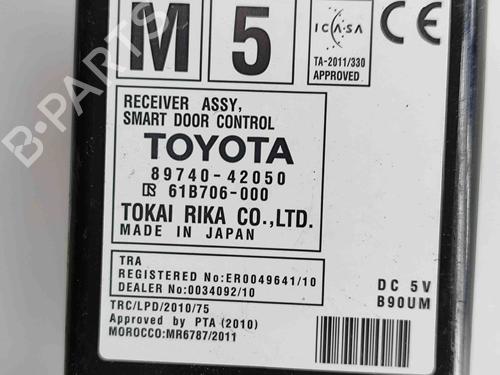 M 5
ICASA
TA-2011/330
APPROVED
CE
RECEIVER ASSY,
SMART DOOR CONTROL
TOYOTA
89740-42050
61B706-000
TOKAI RIKA CO.,LTD.
MADE IN JAPAN
TRA
REGISTERED No:ER0049641/10
DEALER No:0034092/10
DC 5V
B90UM
TRC/LPD/2010/75
Approved by PTA (2010)
MOROCCO:MR6787/2011
B-PARTS